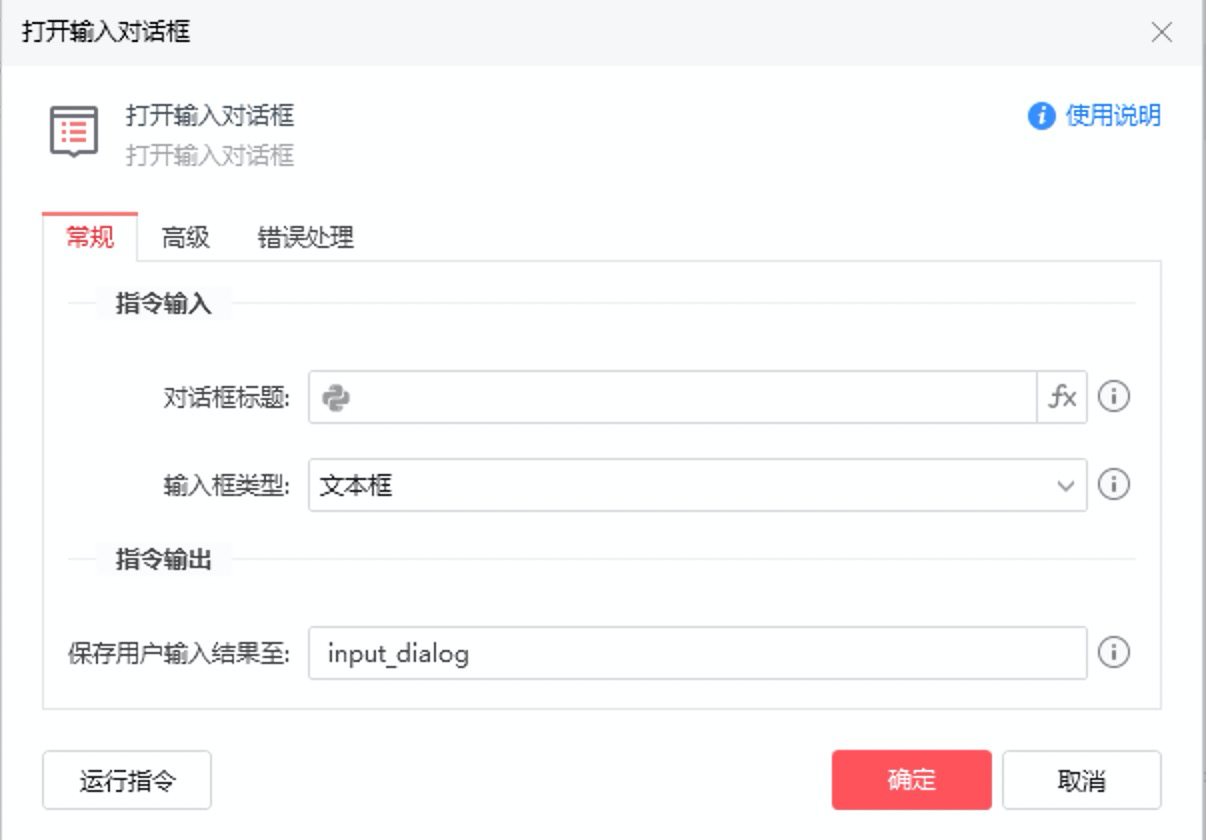 打开输入对话框
打开输入对话框
使用说明
打开输入对话框
常规 高级 错误处理
指令输入
对话框标题: fx
输入框类型: 文本框
指令输出
保存用户输入结果至: input_dialog
运行指令 确定 取消